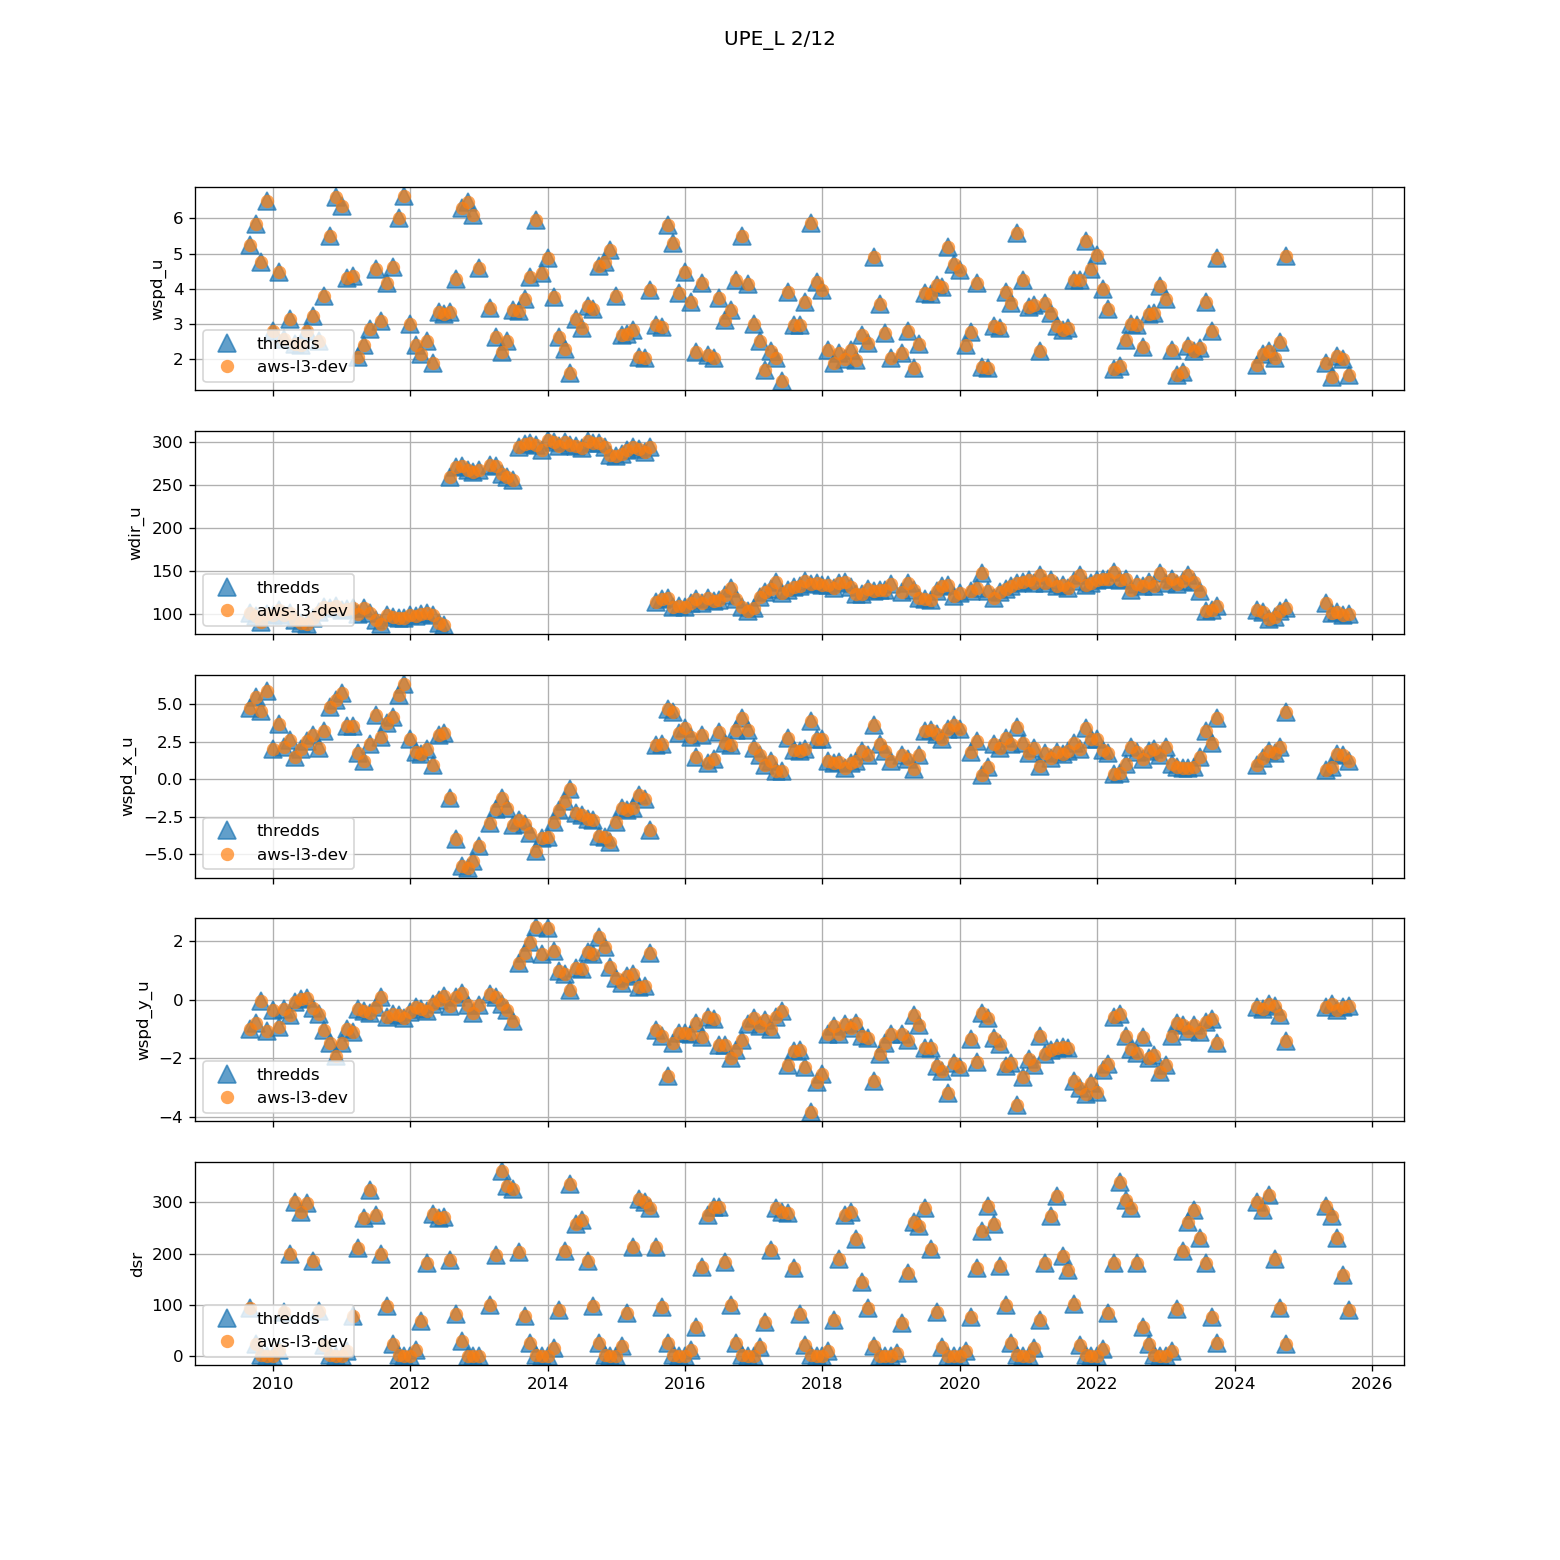 UPE_L 2/12
6
5
4
3
2
wspd_u
thredds
aws-l3-dev
300
250
200
150
100
wdir_u
thredds
aws-l3-dev
5.0
2.5
0.0
−2.5
−5.0
wspd_x_u
thredds
aws-l3-dev
2
0
−2
−4
wspd_y_u
thredds
aws-l3-dev
300
200
100
0
dsr
thredds
aws-l3-dev
2010 2012 2014 2016 2018 2020 2022 2024 2026